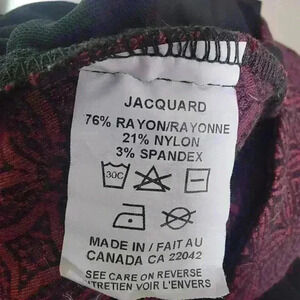 JACQUARD
76% RAYON/RAYONNE
21% NYLON
3% SPANDEX
30C
MADE IN / FAIT AU
CANADA CA 22042
SEE CARE ON REVERSE
ENTRETIEN VOIR L'ENVERS